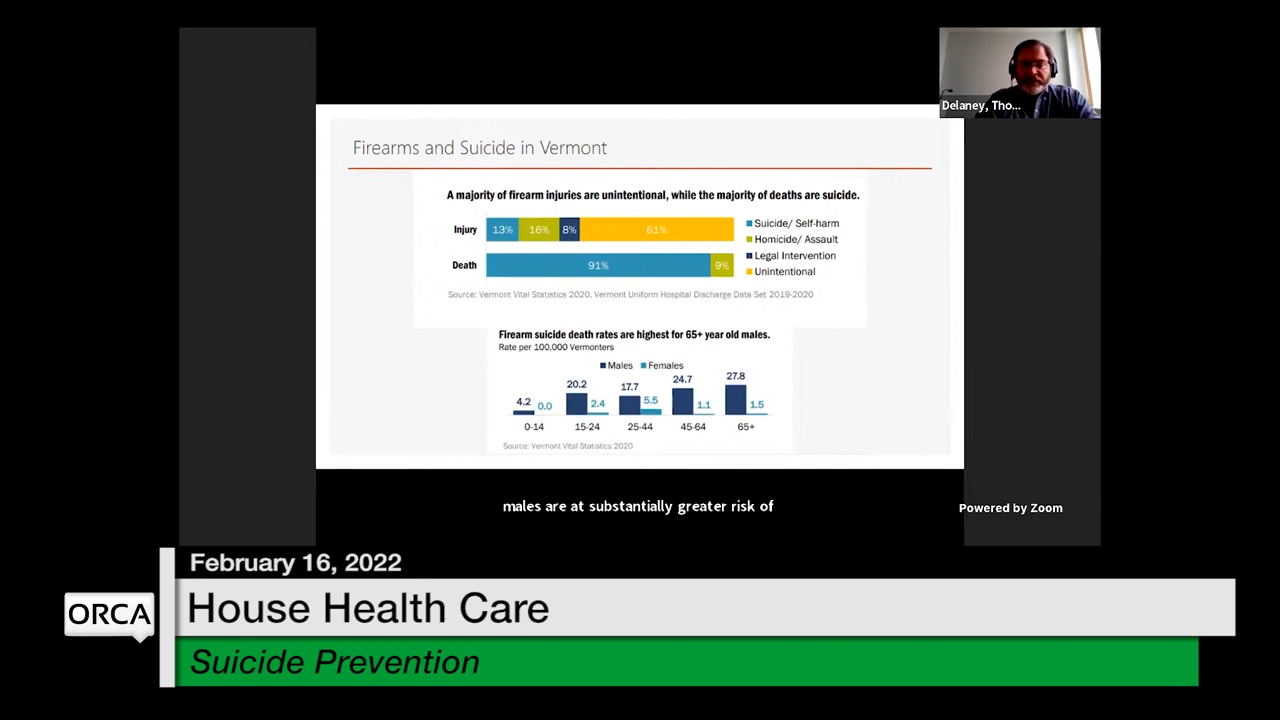 Delaney, Tho...
Firearms and Suicide in Vermont
A majority of firearm injuries are unintentional, while the majority of deaths are suicide.
Injury 13% 16% 8% 61%
Death 91% 9%
Suicide/ Self-harm
Homicide/ Assault
Legal Intervention
Unintentional
Source: Vermont Vital Statistics 2020, Vermont Uniform Hospital Discharge Data Set 2019-2020
Firearm suicide death rates are highest for 65+ year old males.
Rate per 100,000 Vermonters
Males Females
4.2 0.0 20.2 2.4 17.7 5.5 24.7 1.1 27.8 1.5
0-14 15-24 25-44 45-64 65+
Source: Vermont Vital Statistics 2020
males are at substantially greater risk of
Powered by Zoom
February 16, 2022
ORCA
House Health Care
Suicide Prevention